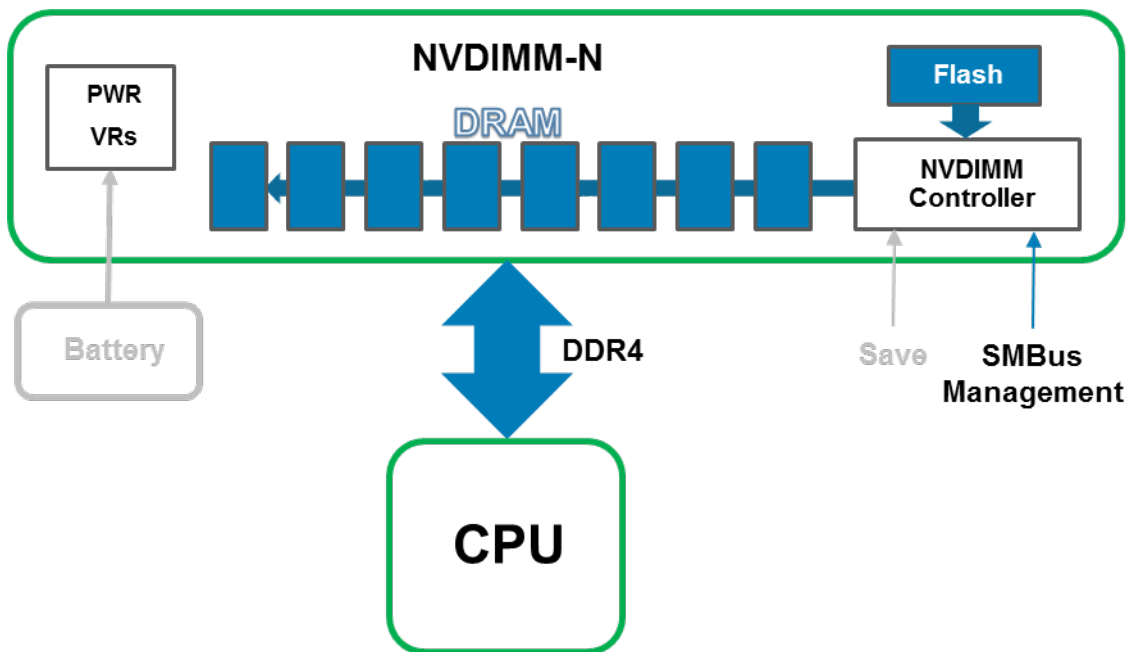 NVDIMM-N
PWR
VRs
DRAM
Flash
NVDIMM
Controller
Battery
DDR4
Save
SMBus
Management
CPU